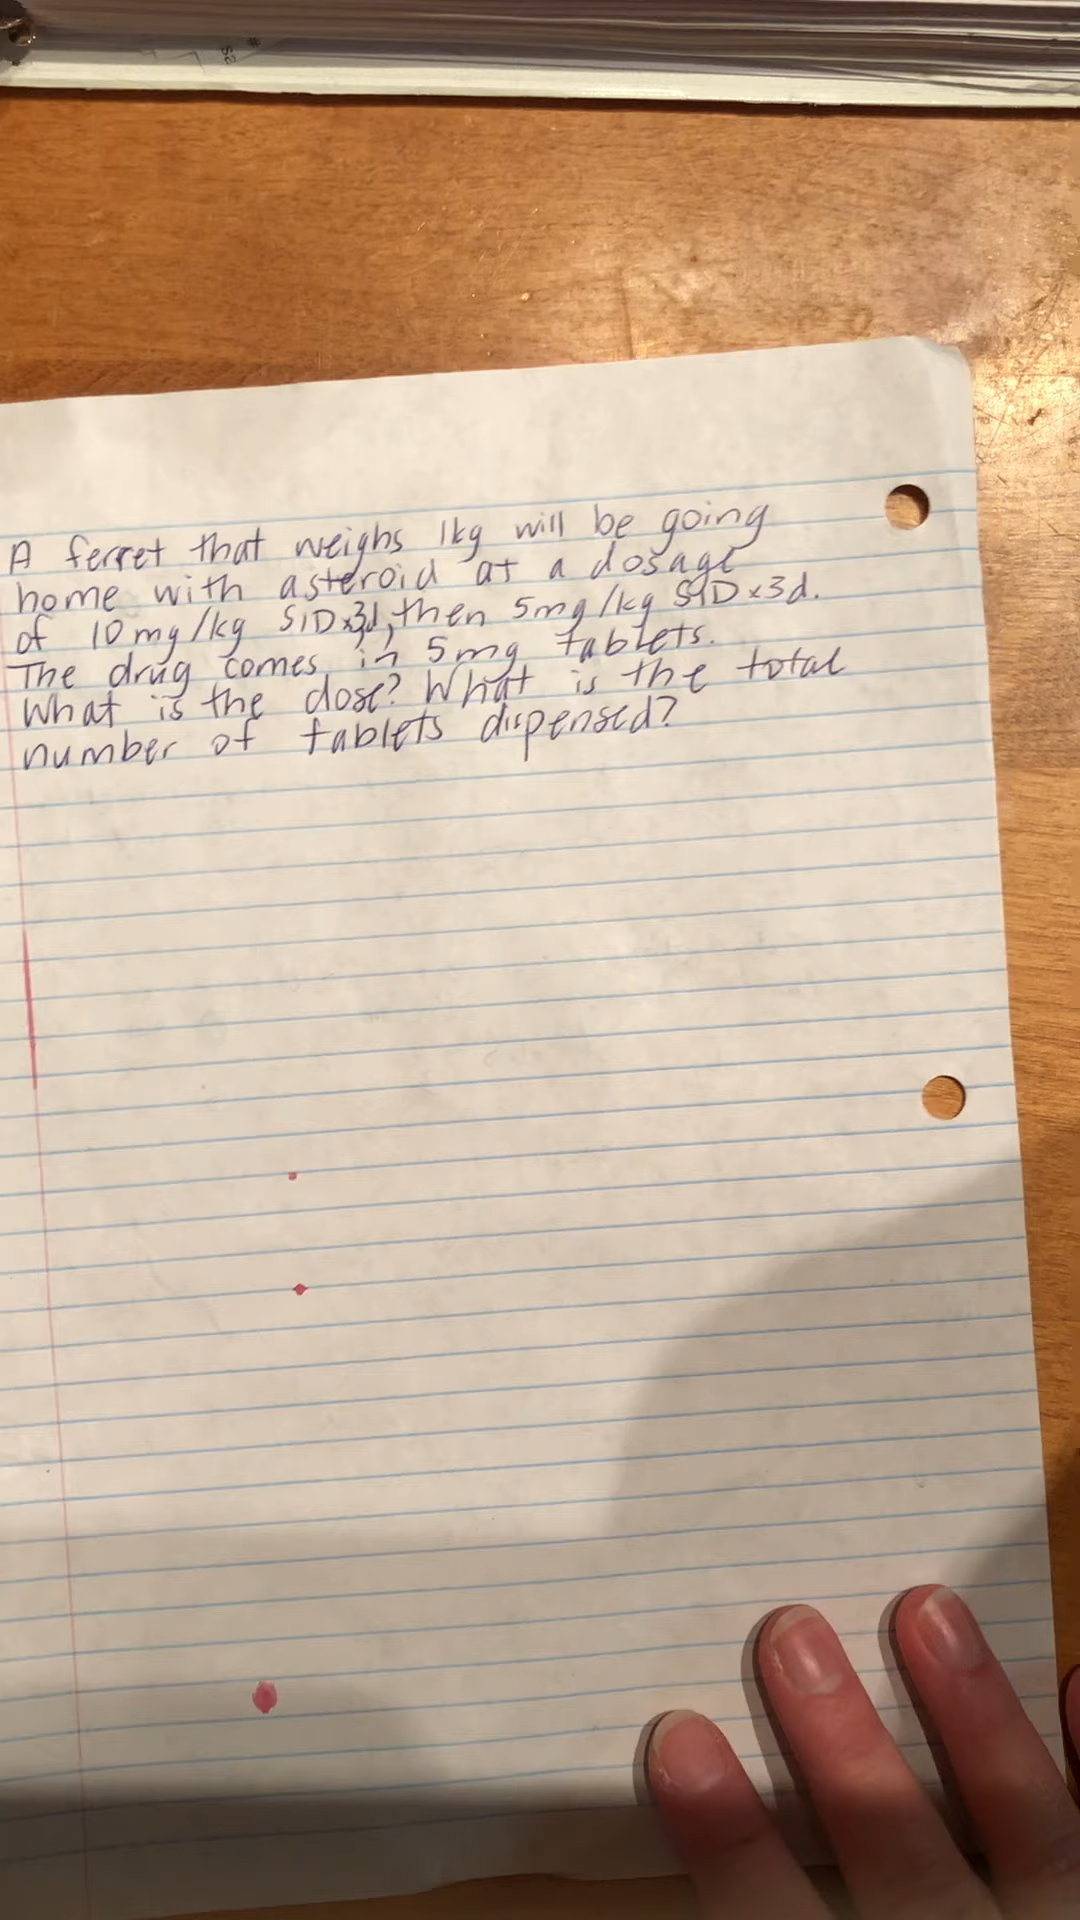 A ferret that weighs 1kg will be going
home with asteroid at a dosage
of 10mg/kg SID x3d, then 5mg/kg SID x3d.
The drug comes in 5mg tablets.
What is the dose? What is the total
number of tablets dispensed?